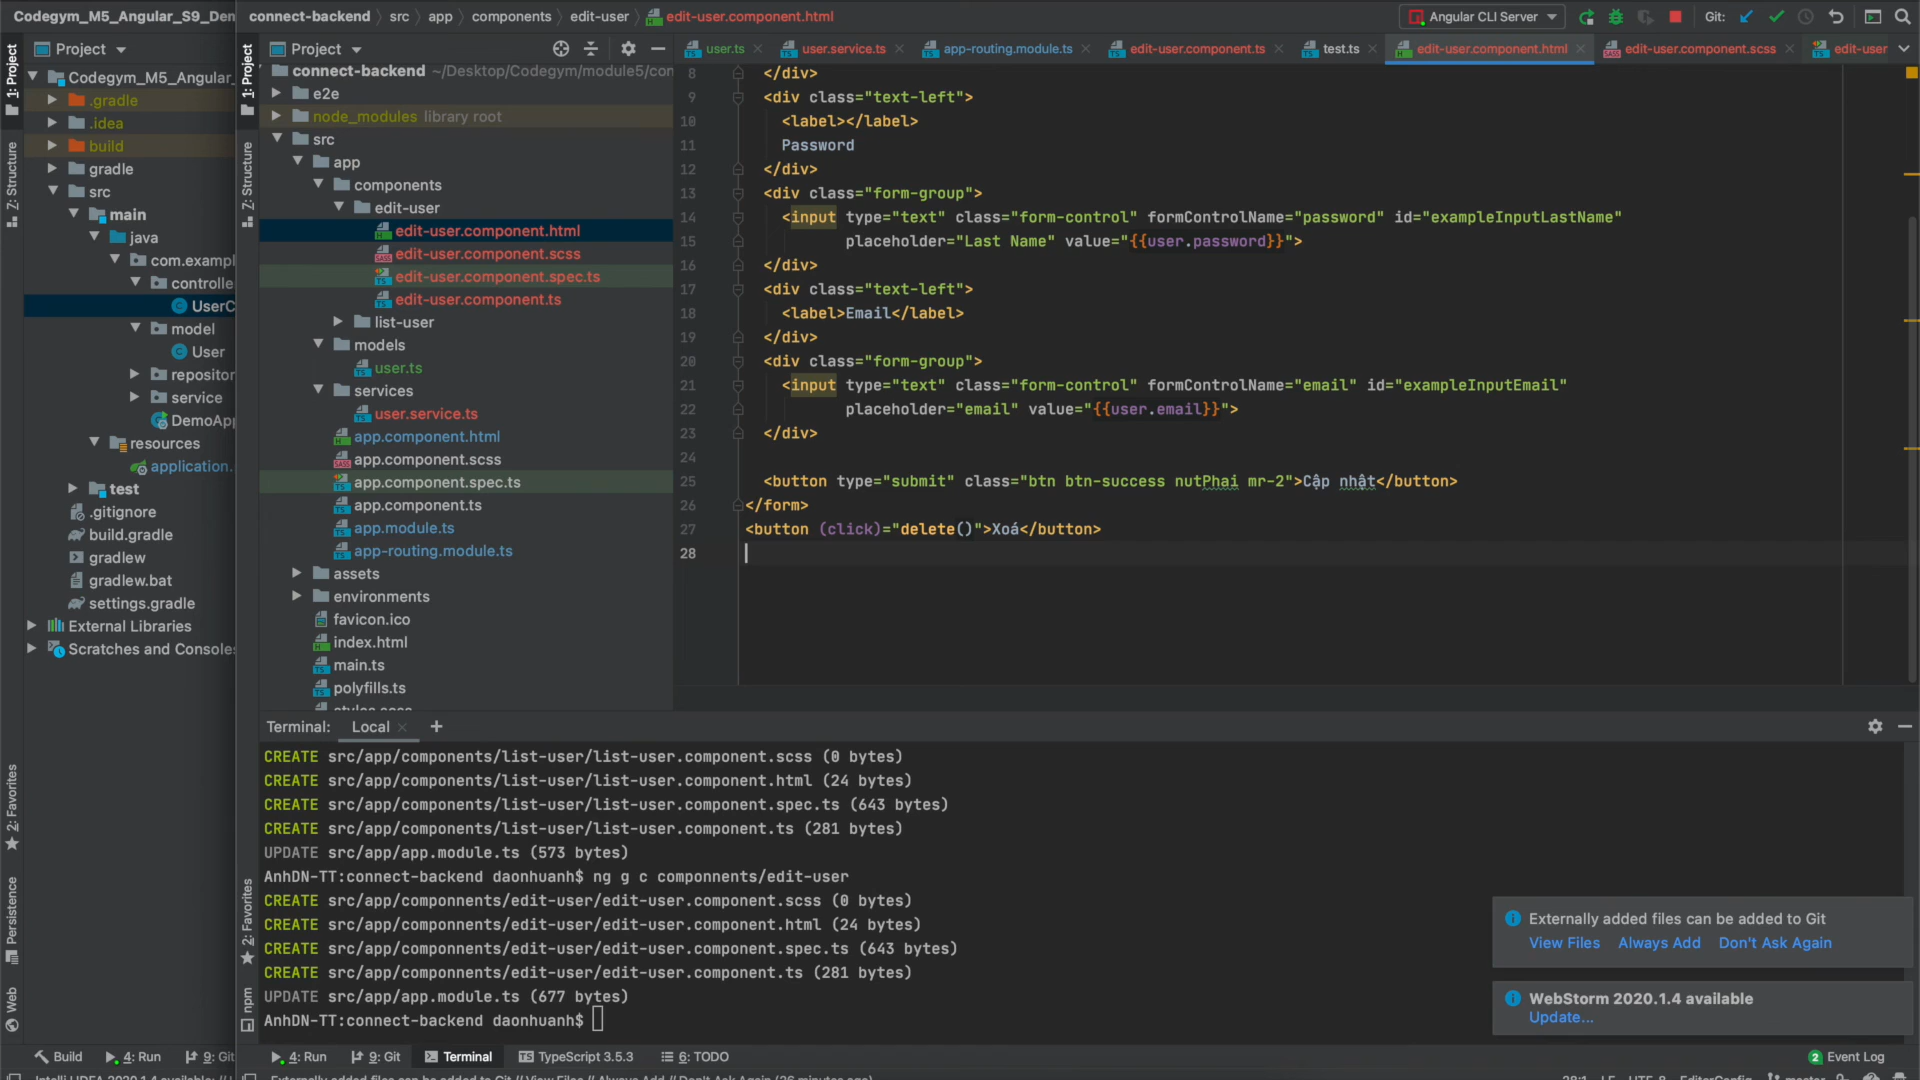 Codegym_M5_Angular_S9_Den
connect-backend
src
app
components
edit-user
edit-user.component.html
Angular CLI Server
Git:
Project
Project
user.ts
user.service.ts
app-routing.module.ts
edit-user.component.ts
test.ts
edit-user.component.html
edit-user.component.scss
edit-user
1: Project
Z: Structure
2: Favorites
Persistence
Web
Codegym_M5_Angular_
.gradle
.idea
build
gradle
src
main
java
com.exampl
controlle
UserC
model
User
repositor
service
DemoApp
resources
application.
test
.gitignore
build.gradle
gradlew
gradlew.bat
settings.gradle
External Libraries
Scratches and Consoles
1: Project
Z: Structure
2: Favorites
npm
connect-backend ~/Desktop/Codegym/module5/con
e2e
node_modules library root
src
app
components
edit-user
edit-user.component.html
edit-user.component.scss
edit-user.component.spec.ts
edit-user.component.ts
list-user
models
user.ts
services
user.service.ts
app.component.html
app.component.scss
app.component.spec.ts
app.component.ts
app.module.ts
app-routing.module.ts
assets
environments
favicon.ico
index.html
main.ts
polyfills.ts
8 </div>
9 <div class="text-left">
10 <label></label>
11 Password
12 </div>
13 <div class="form-group">
14 <input type="text" class="form-control" formControlName="password" id="exampleInputLastName"
15 placeholder="Last Name" value="{{user.password}}">
16 </div>
17 <div class="text-left">
18 <label>Email</label>
19 </div>
20 <div class="form-group">
21 <input type="text" class="form-control" formControlName="email" id="exampleInputEmail"
22 placeholder="email" value="{{user.email}}">
23 </div>
24
25 <button type="submit" class="btn btn-success nutPhai mr-2">Cập nhật</button>
26 </form>
27 <button (click)="delete()">Xoá</button>
28
Terminal: Local +
CREATE src/app/components/list-user/list-user.component.scss (0 bytes)
CREATE src/app/components/list-user/list-user.component.html (24 bytes)
CREATE src/app/components/list-user/list-user.component.spec.ts (643 bytes)
CREATE src/app/components/list-user/list-user.component.ts (281 bytes)
UPDATE src/app/app.module.ts (573 bytes)
AnhDN-TT:connect-backend daonhuanh$ ng g c componnents/edit-user
CREATE src/app/components/edit-user/edit-user.component.scss (0 bytes)
CREATE src/app/components/edit-user/edit-user.component.html (24 bytes)
CREATE src/app/components/edit-user/edit-user.component.spec.ts (643 bytes)
CREATE src/app/components/edit-user/edit-user.component.ts (281 bytes)
UPDATE src/app/app.module.ts (677 bytes)
AnhDN-TT:connect-backend daonhuanh$
Externally added files can be added to Git
View Files Always Add Don't Ask Again
WebStorm 2020.1.4 available
Update...
Build
4: Run
9: Git
4: Run
9: Git
Terminal
TypeScript 3.5.3
6: TODO
2 Event Log